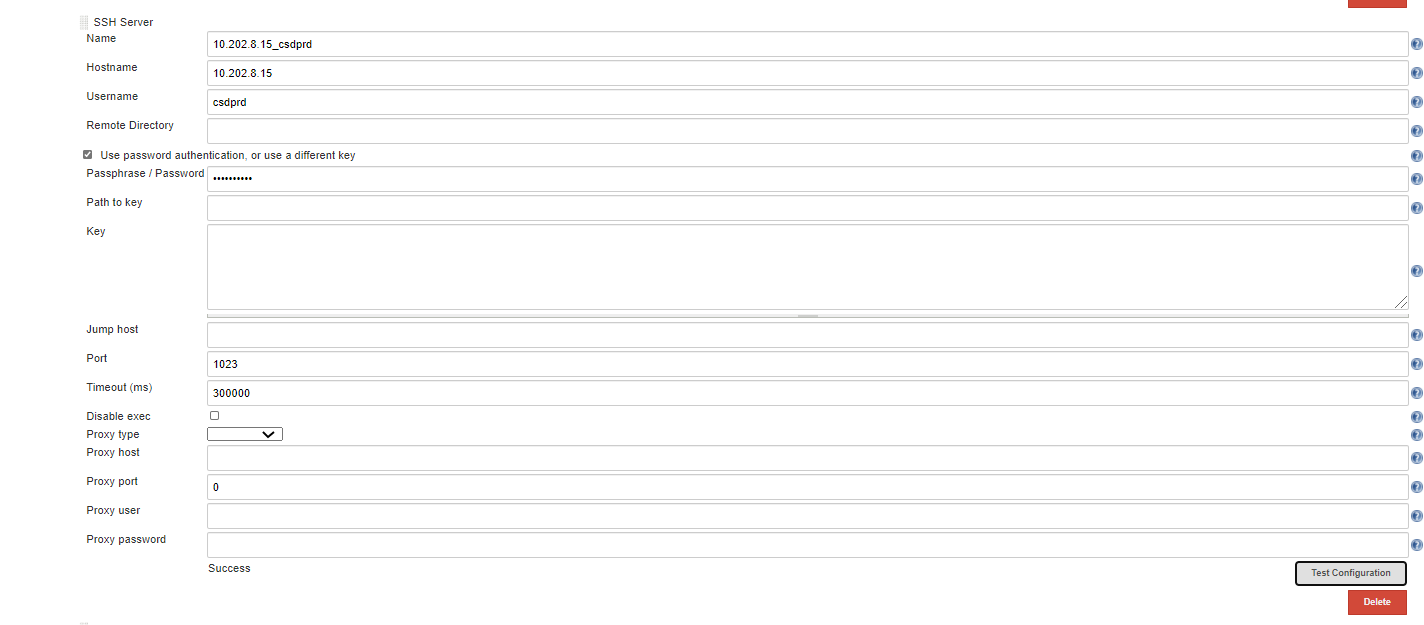 SSH Server
Name
10.202.8.15_csdprd
Hostname
10.202.8.15
Username
csdprd
Remote Directory
Use password authentication, or use a different key
Passphrase / Password
••••••••••
Path to key
Key
Jump host
Port
1023
Timeout (ms)
300000
Disable exec
Proxy type
Proxy host
Proxy port
0
Proxy user
Proxy password
Success
Test Configuration
Delete